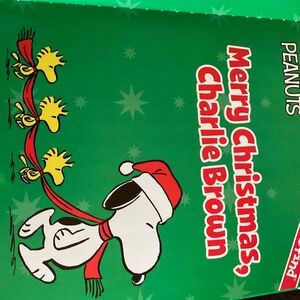 PEANUTS
Merry Christmas,
Charlie Brown